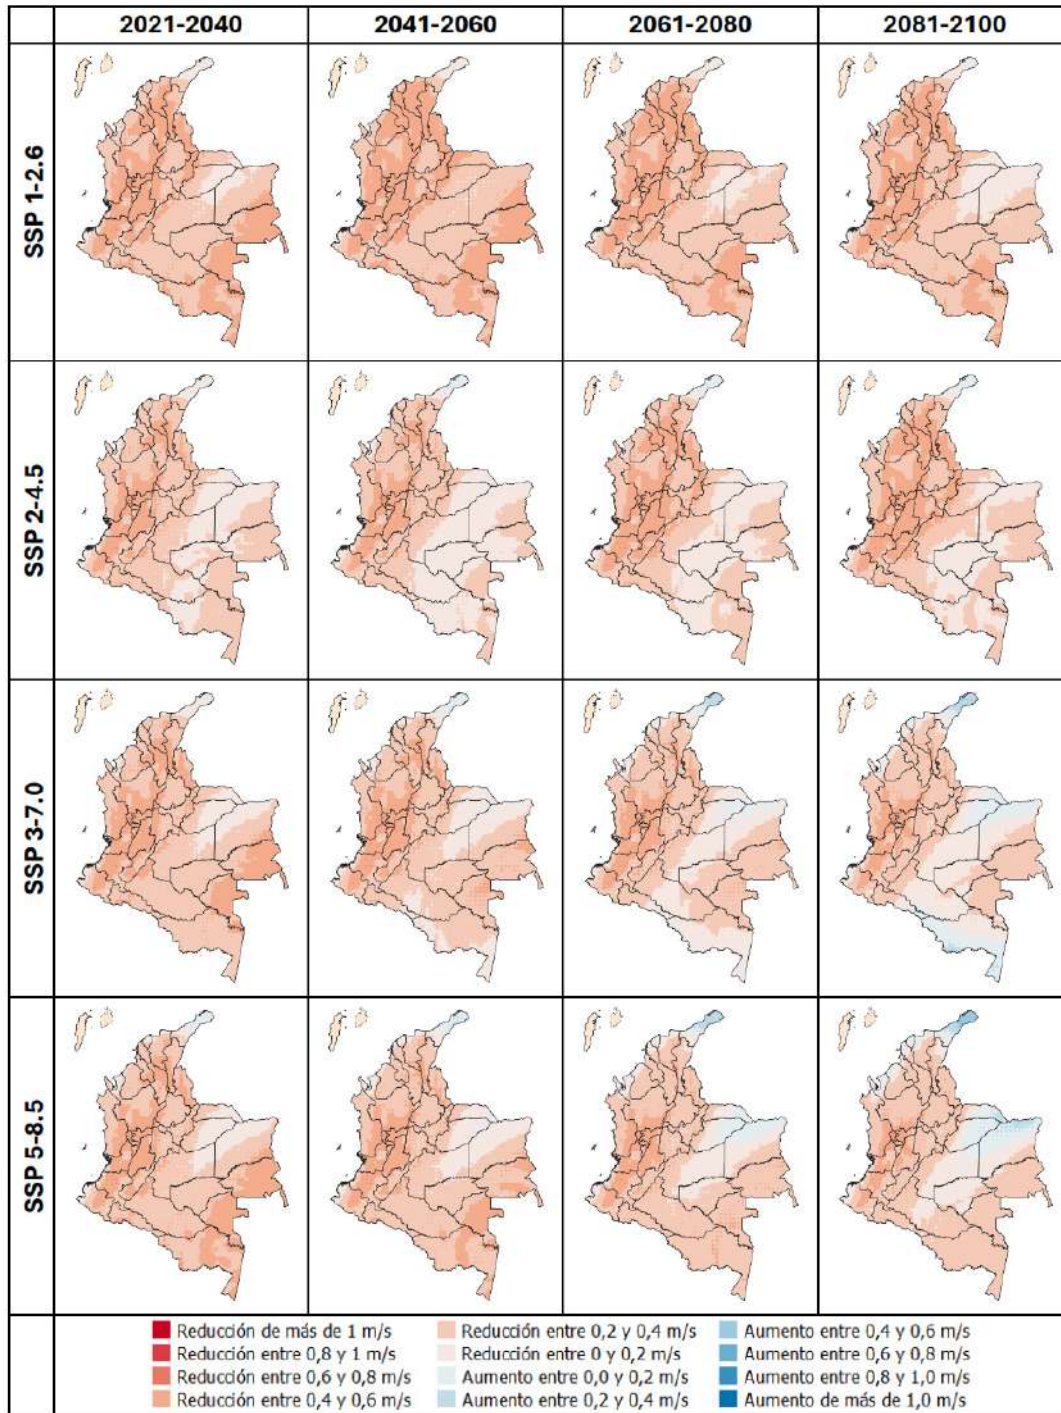 2021-2040 2041-2060 2061-2080 2081-2100
SSP 1-2.6
SSP 2-4.5
SSP 3-7.0
SSP 5-8.5
Reducción de más de 1 m/s Reducción entre 0,2 y 0,4 m/s Aumento entre 0,4 y 0,6 m/s
Reducción entre 0,8 y 1 m/s Reducción entre 0 y 0,2 m/s Aumento entre 0,6 y 0,8 m/s
Reducción entre 0,6 y 0,8 m/s Aumento entre 0,0 y 0,2 m/s Aumento entre 0,8 y 1,0 m/s
Reducción entre 0,4 y 0,6 m/s Aumento entre 0,2 y 0,4 m/s Aumento de más de 1,0 m/s